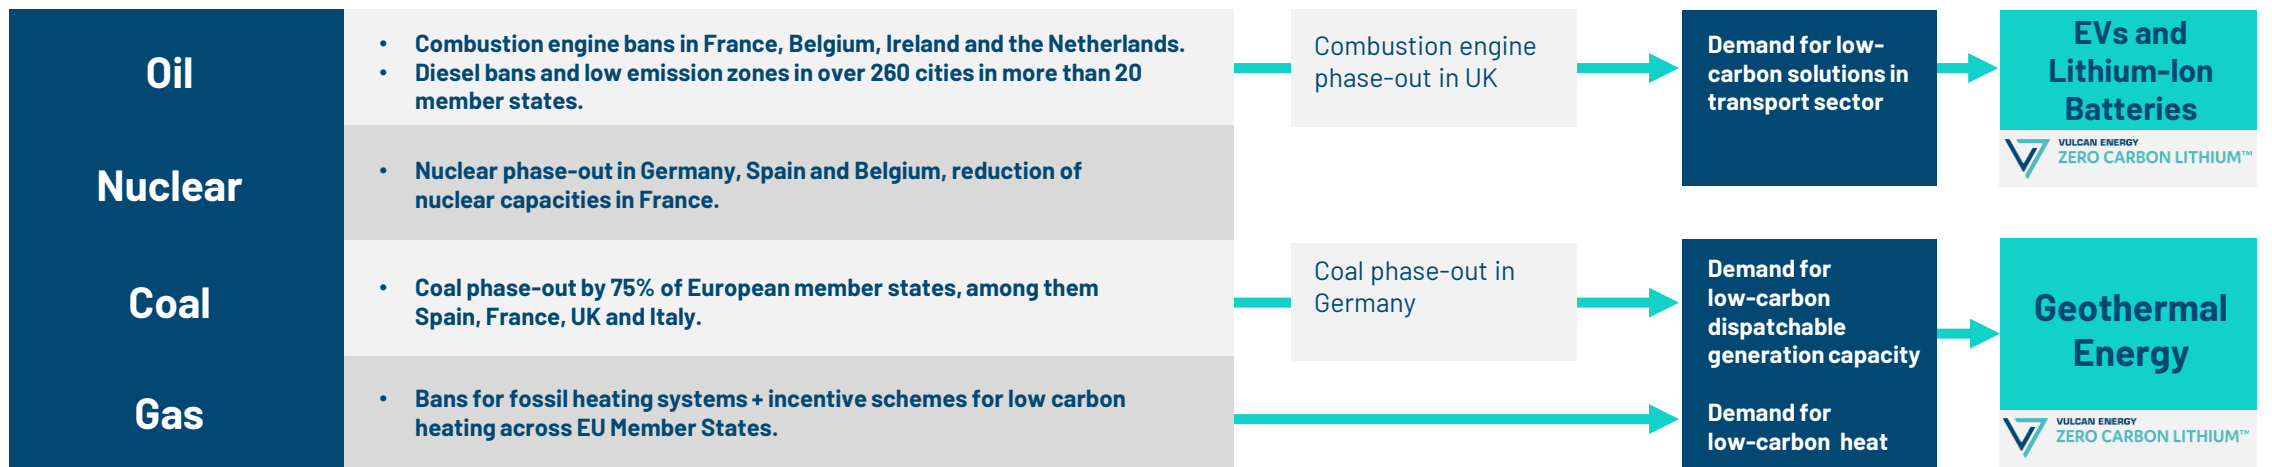 Oil
• Combustion engine bans in France, Belgium, Ireland and the Netherlands.
• Diesel bans and low emission zones in over 260 cities in more than 20
member states.
Combustion engine
phase-out in UK
Demand for low-
carbon solutions in
transport sector
EVs and
Lithium-Ion
Batteries
VULCAN ENERGY
ZERO CARBON LITHIUM™
Nuclear
• Nuclear phase-out in Germany, Spain and Belgium, reduction of
nuclear capacities in France.
Coal
• Coal phase-out by 75% of European member states, among them
Spain, France, UK and Italy.
Coal phase-out in
Germany
Demand for
low-carbon
dispatchable
generation capacity
Geothermal
Energy
Gas
• Bans for fossil heating systems + incentive schemes for low carbon
heating across EU Member States.
Demand for
low-carbon heat
VULCAN ENERGY
ZERO CARBON LITHIUM™